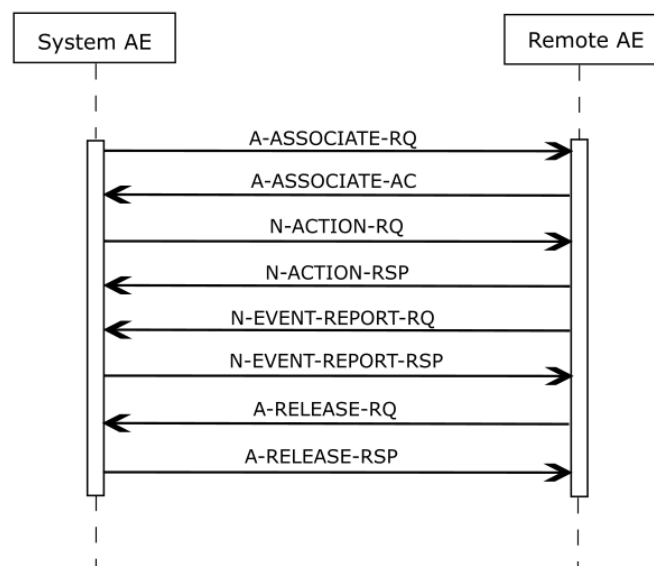 System AE
Remote AE
A-ASSOCIATE-RQ
A-ASSOCIATE-AC
N-ACTION-RQ
N-ACTION-RSP
N-EVENT-REPORT-RQ
N-EVENT-REPORT-RSP
A-RELEASE-RQ
A-RELEASE-RSP